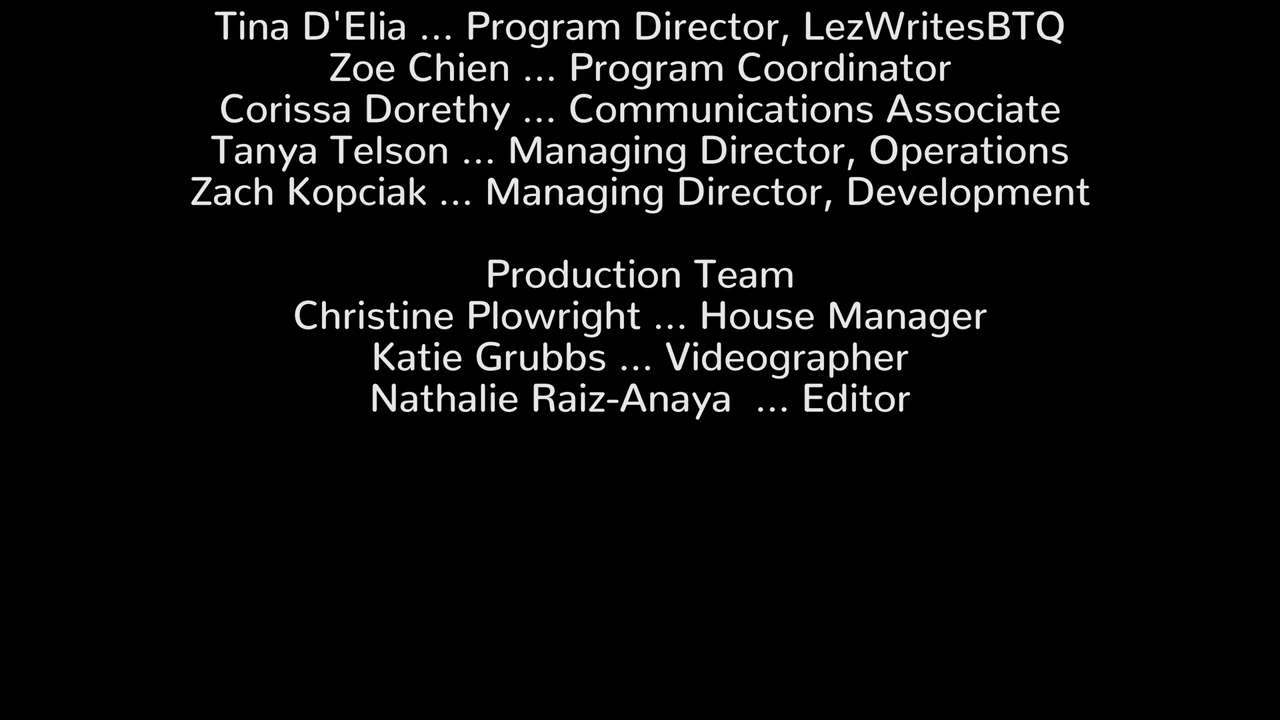 Tina D'Elia ... Program Director, LezWritesBTQ
Zoe Chien ... Program Coordinator
Corissa Dorethy ... Communications Associate
Tanya Telson ... Managing Director, Operations
Zach Kopciak ... Managing Director, Development
Production Team
Christine Plowright ... House Manager
Katie Grubbs ... Videographer
Nathalie Raiz-Anaya  ... Editor